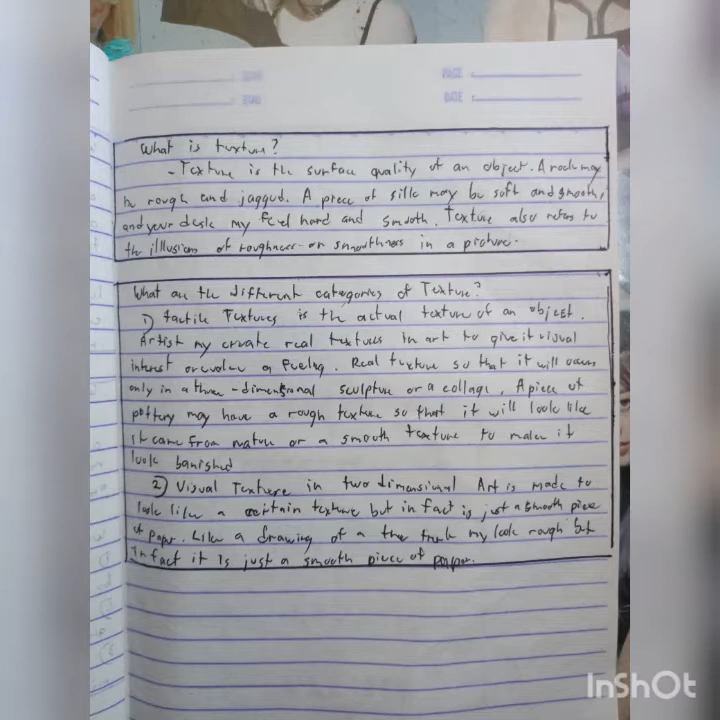 PAGE
DATE
What is texture?
- Texture is the surface quality of an object. A rock may
be rough and jagged. A piece of silk may be soft and smooth,
and your desk my feel hard and smooth. Texture also refers to
the illlusions of roughness or smoothness in a picture.
What are the different categories of Texture?
1) tactile Textures is the actual texture of an object.
Artist my create real textures in art to give it visual
interest or evoke a feeling. Real texture so that it will occurs
only in a three-dimensional sculpture or a collage. A piece of
pottery may have a rough texture so that it will look like
it came from nature or a smooth texture to make it
look banished
2) Visual Texture in two dimensional Art is made to
look like a certain texture but in fact is just a smooth piece
of paper. Like a drawing of a tree trunk my look rough but
in fact it is just a smooth piece of paper.
InShOt